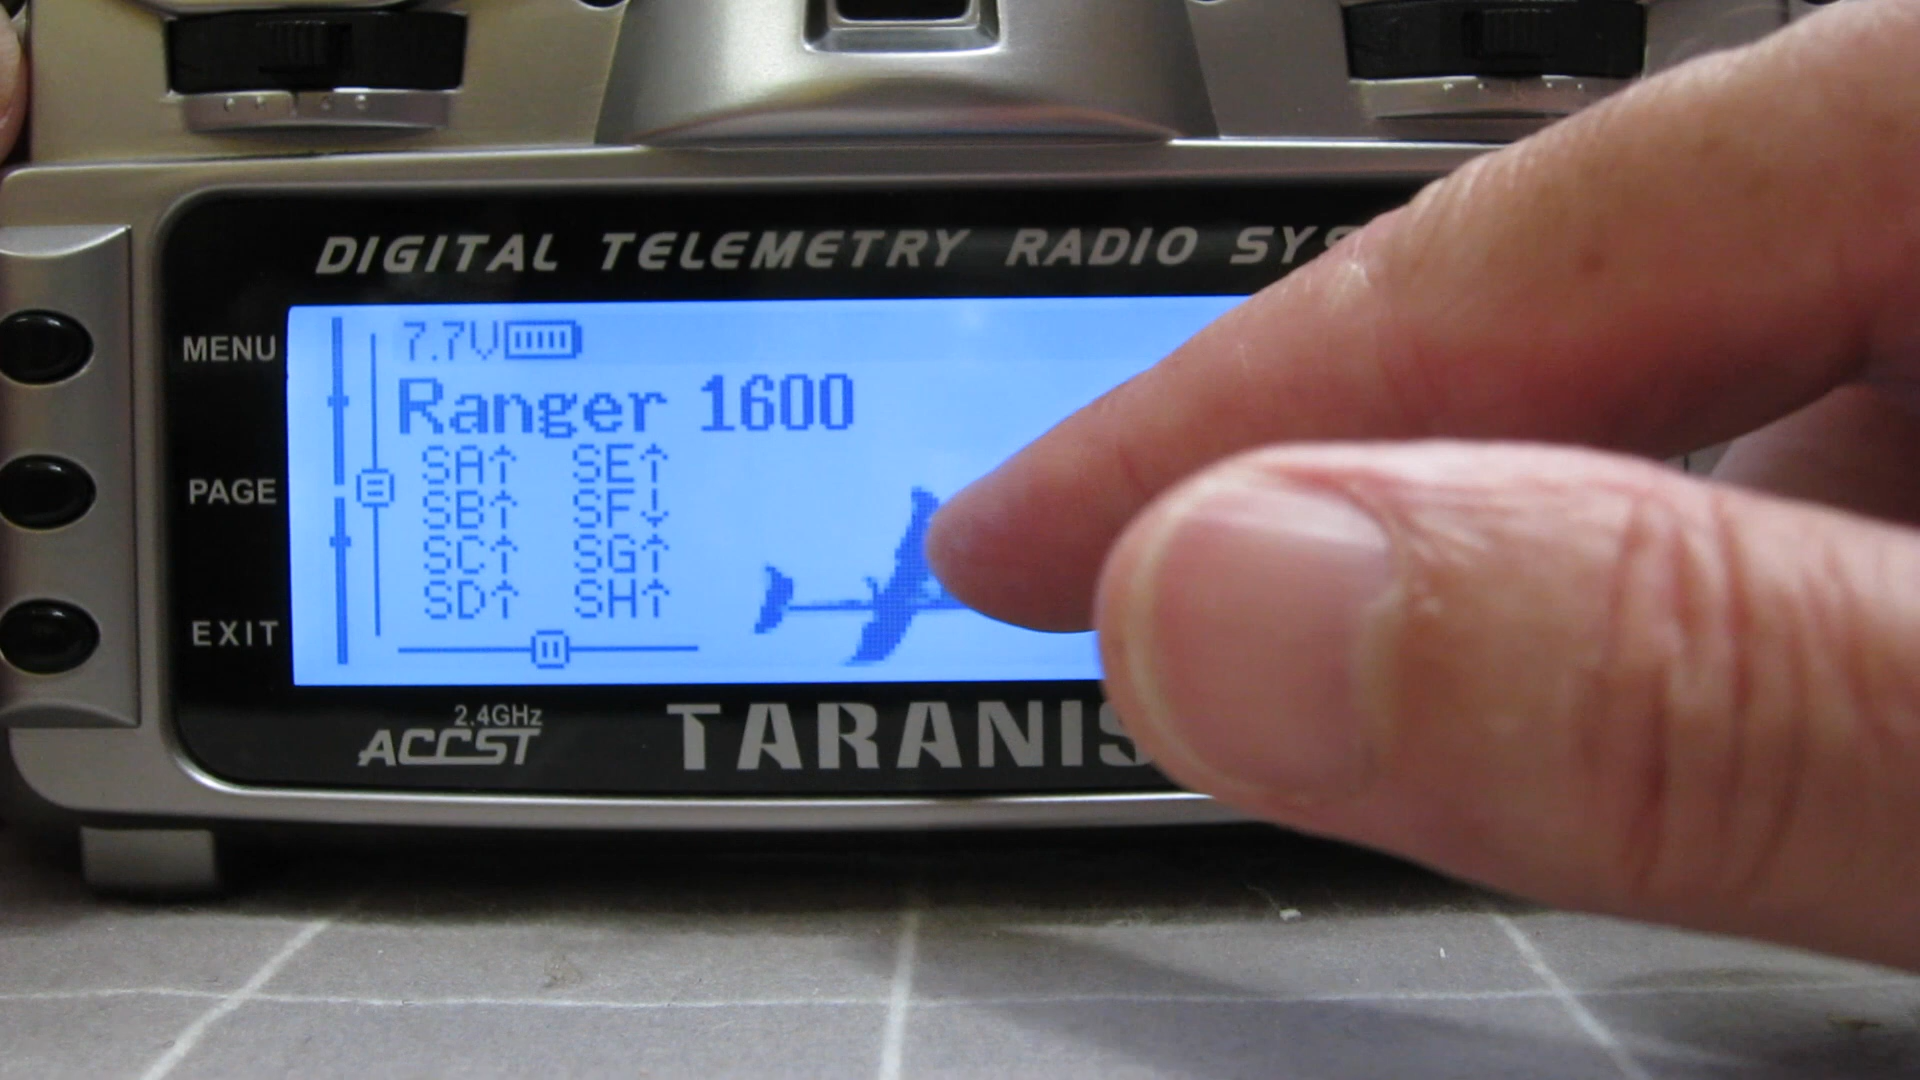 DIGITAL TELEMETRY RADIO SYS
MENU
PAGE
EXIT
7.7V
Ranger 1600
SA↑ SE↑
SB↑ SF↓
SC↑ SG↑
SD↑ SH↑
2.4GHz
ACCST
TARANIS